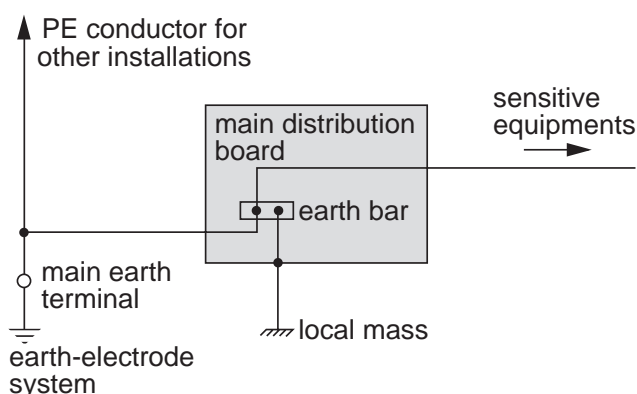 PE conductor for
other installations
main distribution
board
sensitive
equipments
earth bar
main earth
terminal
local mass
earth-electrode
system